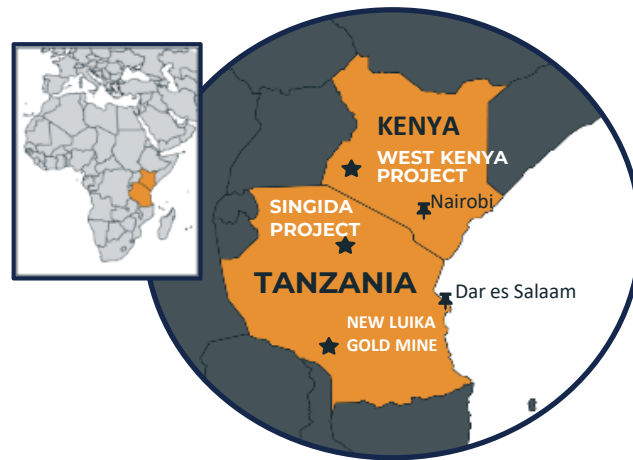 KENYA
WEST KENYA
PROJECT
Nairobi
SINGIDA
PROJECT
TANZANIA
Dar es Salaam
NEW LUIKA
GOLD MINE